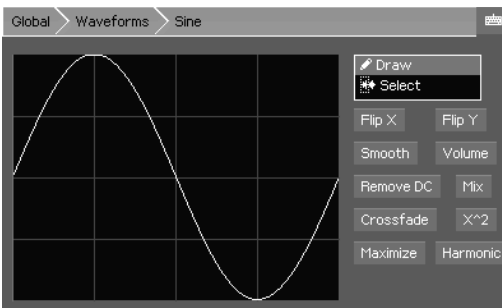 Global Waveforms Sine
Draw
Select
Flip X Flip Y
Smooth Volume
Remove DC Mix
Crossfade X^2
Maximize Harmonic